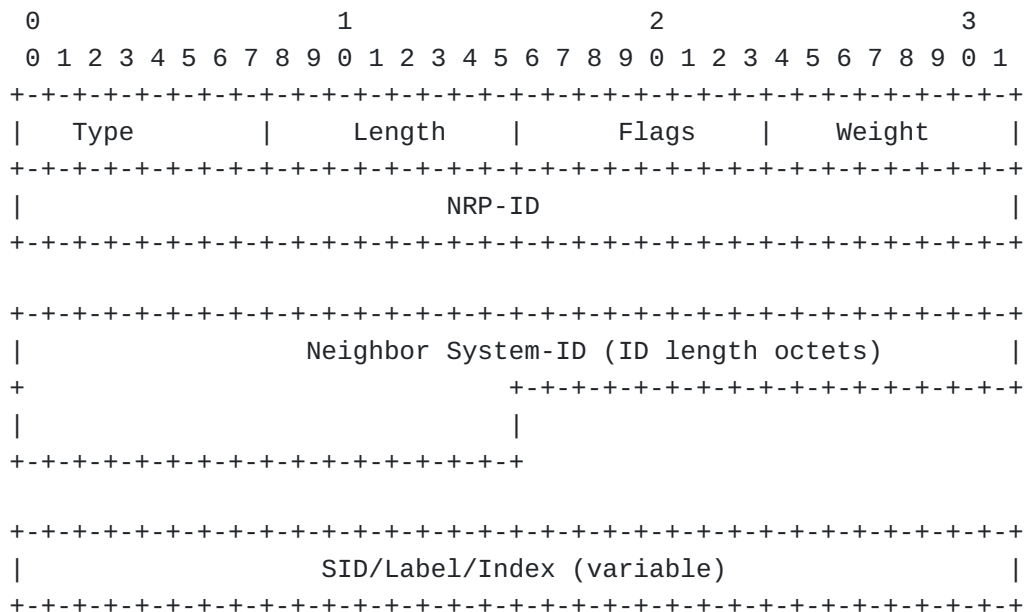 0                   1                   2                   3
 0 1 2 3 4 5 6 7 8 9 0 1 2 3 4 5 6 7 8 9 0 1 2 3 4 5 6 7 8 9 0 1
+-+-+-+-+-+-+-+-+-+-+-+-+-+-+-+-+-+-+-+-+-+-+-+-+-+-+-+-+-+-+-+-+
|   Type        |     Length    |      Flags    |    Weight     |
+-+-+-+-+-+-+-+-+-+-+-+-+-+-+-+-+-+-+-+-+-+-+-+-+-+-+-+-+-+-+-+-+
|                           NRP-ID                              |
+-+-+-+-+-+-+-+-+-+-+-+-+-+-+-+-+-+-+-+-+-+-+-+-+-+-+-+-+-+-+-+-+

+-+-+-+-+-+-+-+-+-+-+-+-+-+-+-+-+-+-+-+-+-+-+-+-+-+-+-+-+-+-+-+-+
|                  Neighbor System-ID (ID length octets)        |
+                               +-+-+-+-+-+-+-+-+-+-+-+-+-+-+-+-+
|                               |
+-+-+-+-+-+-+-+-+-+-+-+-+-+-+-+-+

+-+-+-+-+-+-+-+-+-+-+-+-+-+-+-+-+-+-+-+-+-+-+-+-+-+-+-+-+-+-+-+-+
|                   SID/Label/Index (variable)                  |
+-+-+-+-+-+-+-+-+-+-+-+-+-+-+-+-+-+-+-+-+-+-+-+-+-+-+-+-+-+-+-+-+